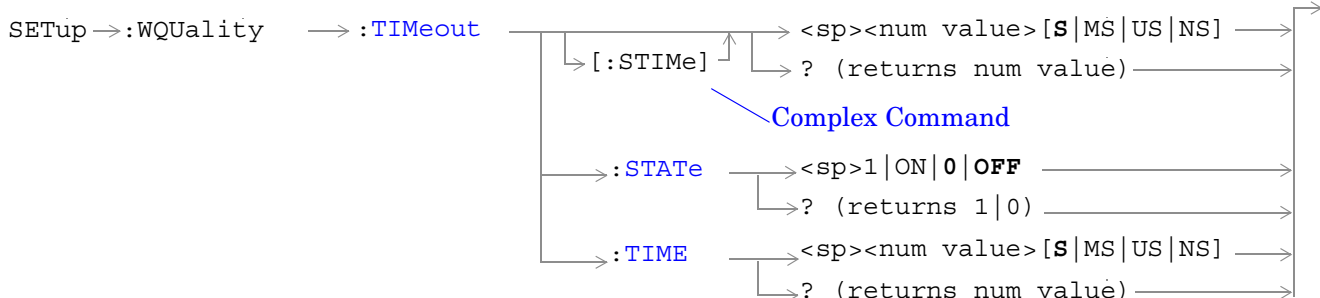 SETup :WQUality :TIMeout <sp><num value>[S|MS|US|NS]
[:STIMe] ? (returns num value)
Complex Command
:STATe <sp>1|ON|0|OFF
? (returns 1|0)
:TIME <sp><num value>[S|MS|US|NS]
? (returns num value)